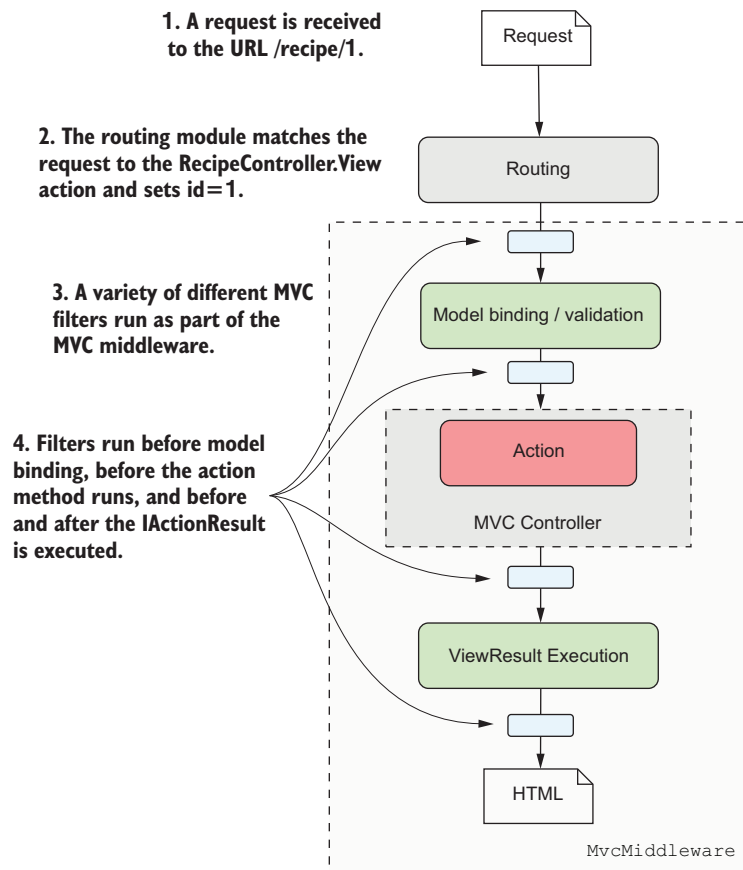 1. A request is received
to the URL /recipe/1.
Request
2. The routing module matches the
request to the RecipeController.View
action and sets id=1.
Routing
3. A variety of different MVC
filters run as part of the
MVC middleware.
Model binding / validation
4. Filters run before model
binding, before the action
method runs, and before
and after the IActionResult
is executed.
Action
MVC Controller
ViewResult Execution
HTML
MvcMiddleware